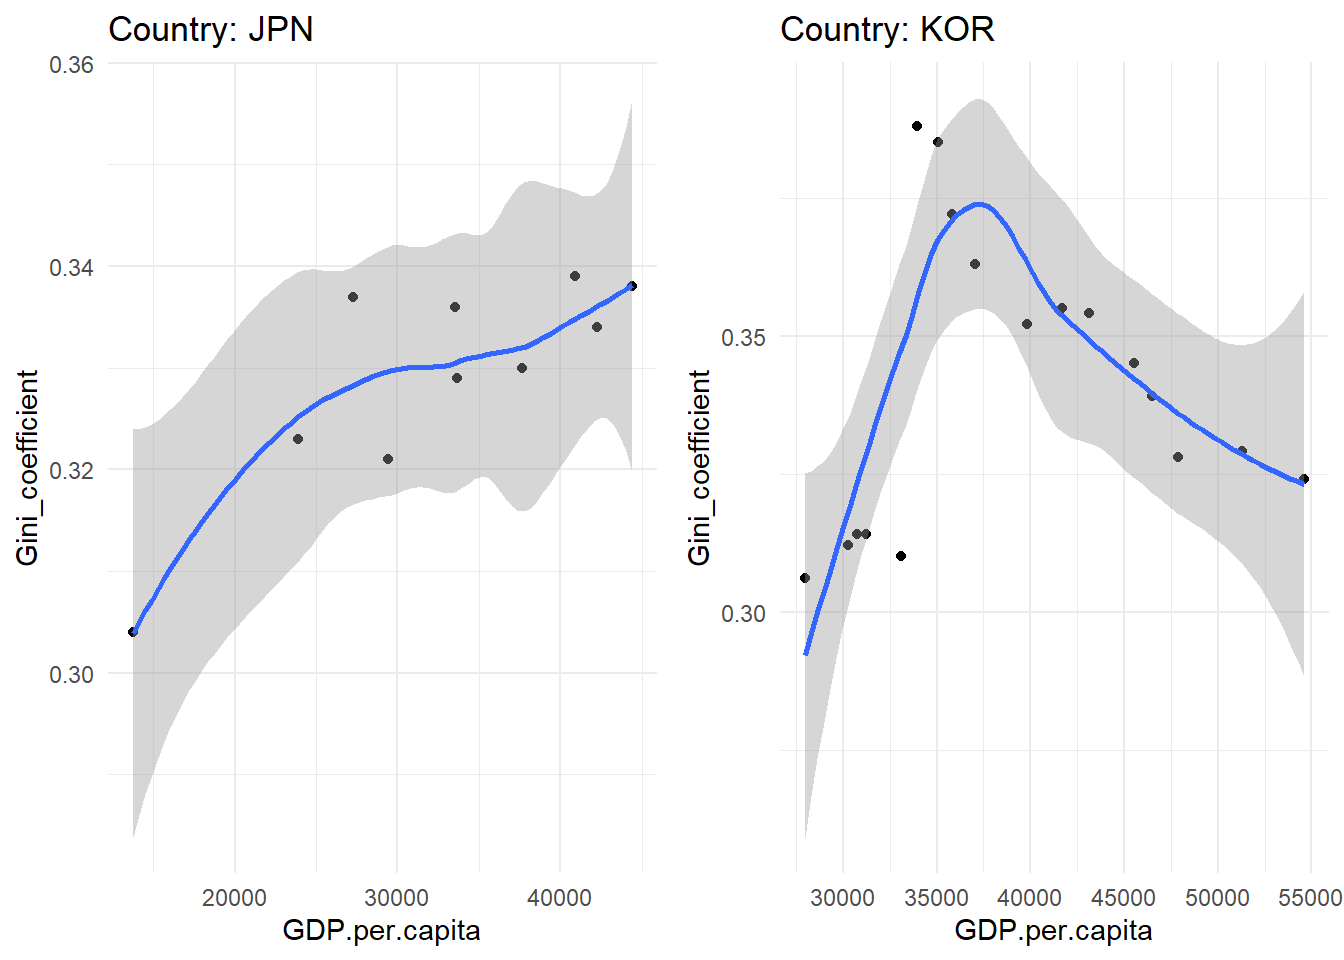 Country: JPN
0.36
0.34
0.32
0.30
Gini_coefficient
20000 30000 40000
GDP.per.capita
Country: KOR
0.35
0.30
Gini_coefficient
30000 35000 40000 45000 50000 55000
GDP.per.capita